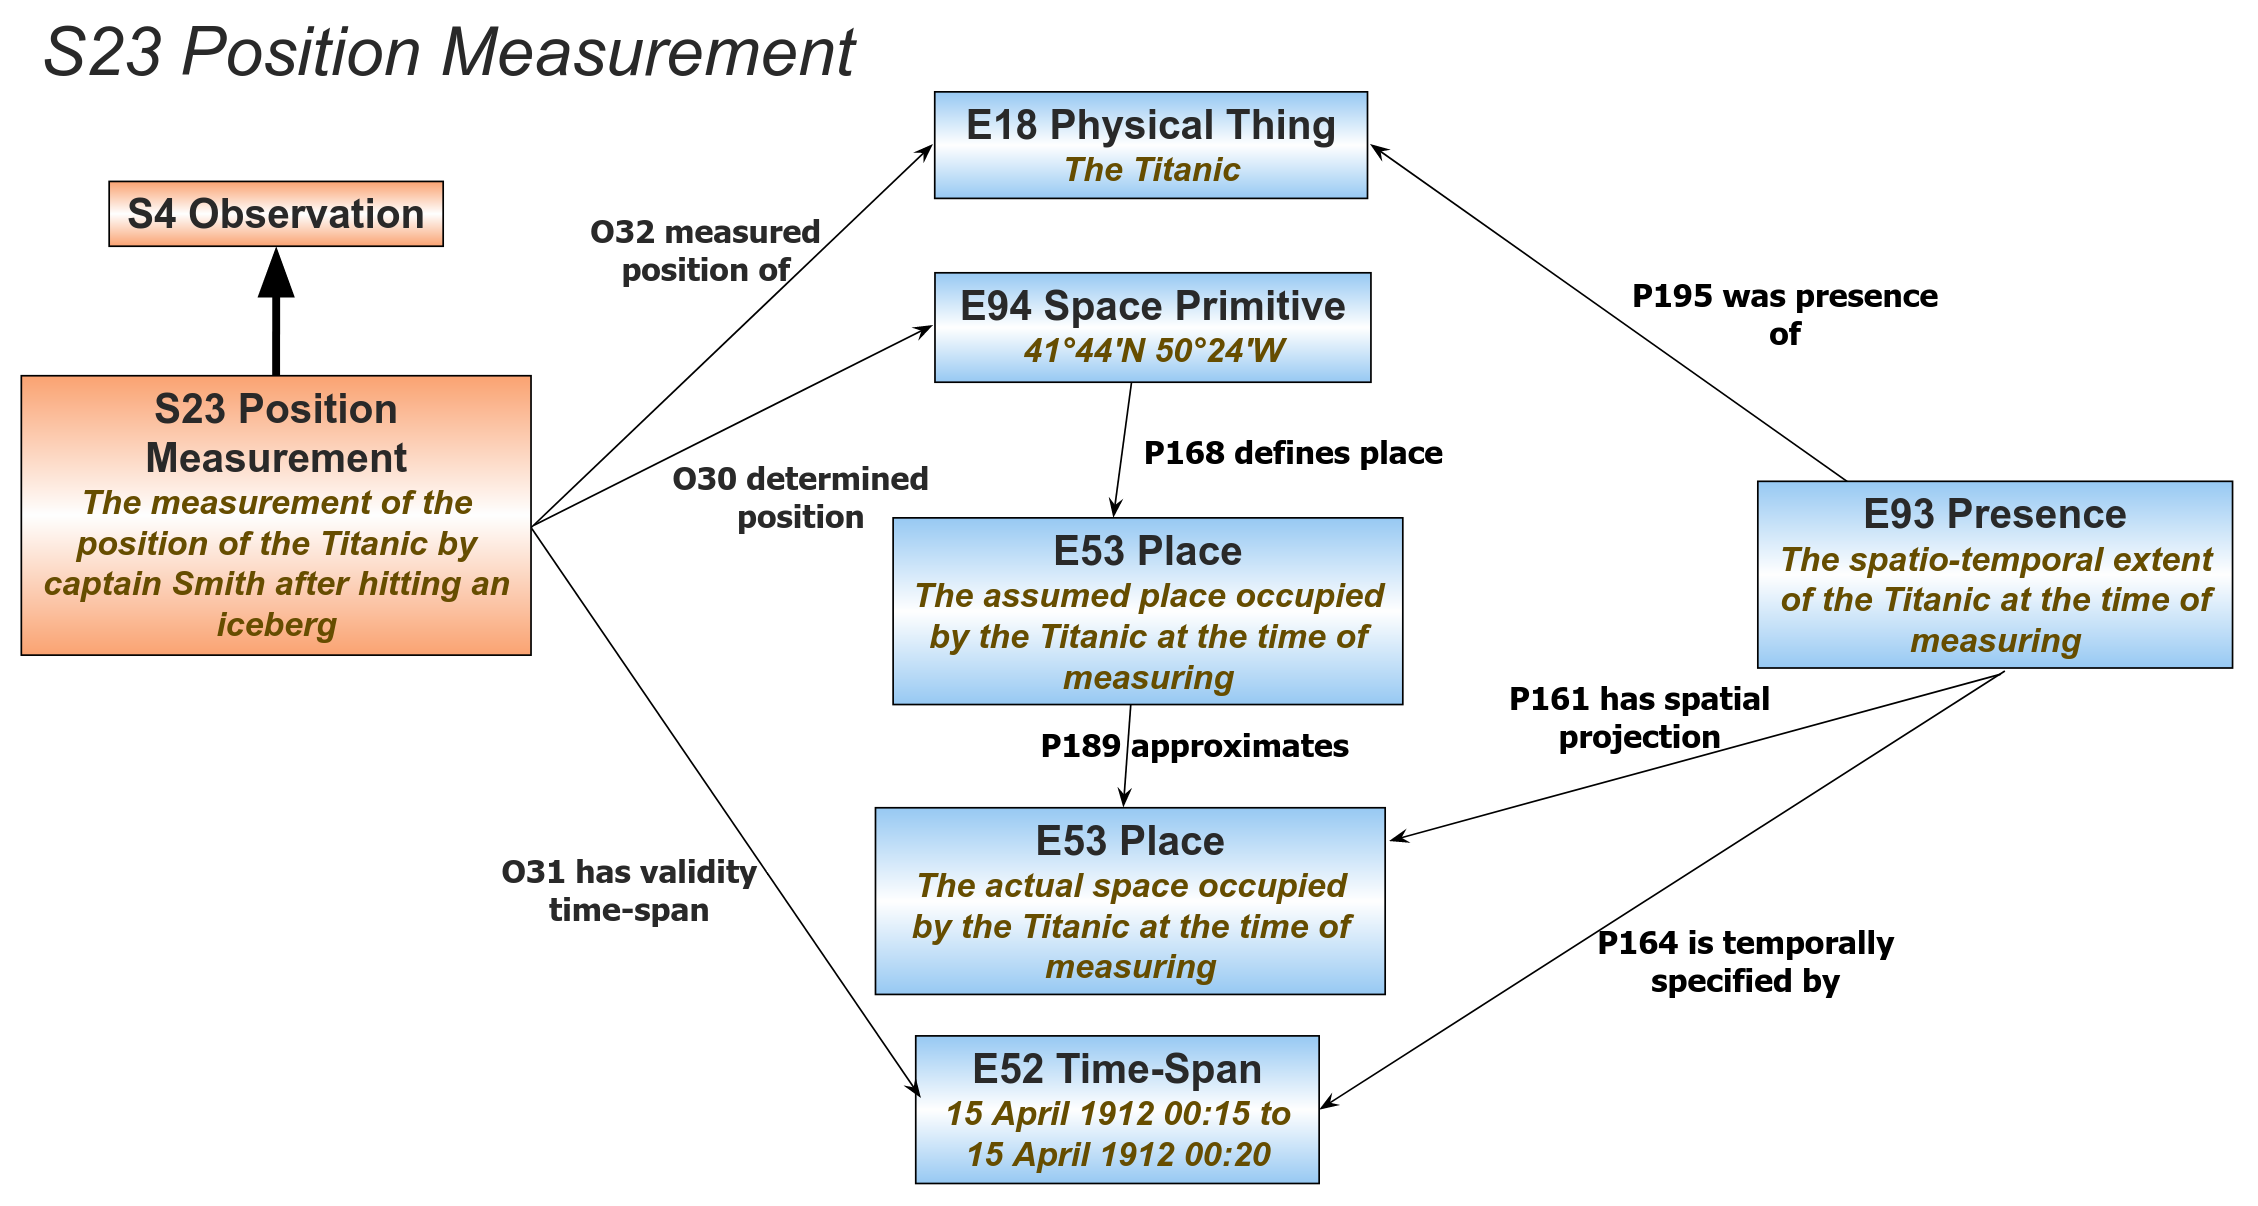 S23 Position Measurement
E18 Physical Thing
The Titanic
S4 Observation
O32 measured
position of
E94 Space Primitive
41°44'N 50°24'W
P195 was presence
of
S23 Position
Measurement
The measurement of the
position of the Titanic by
captain Smith after hitting an
iceberg
O30 determined
position
P168 defines place
E53 Place
The assumed place occupied
by the Titanic at the time of
measuring
E93 Presence
The spatio-temporal extent
of the Titanic at the time of
measuring
P189 approximates
P161 has spatial
projection
E53 Place
The actual space occupied
by the Titanic at the time of
measuring
O31 has validity
time-span
P164 is temporally
specified by
E52 Time-Span
15 April 1912 00:15 to
15 April 1912 00:20